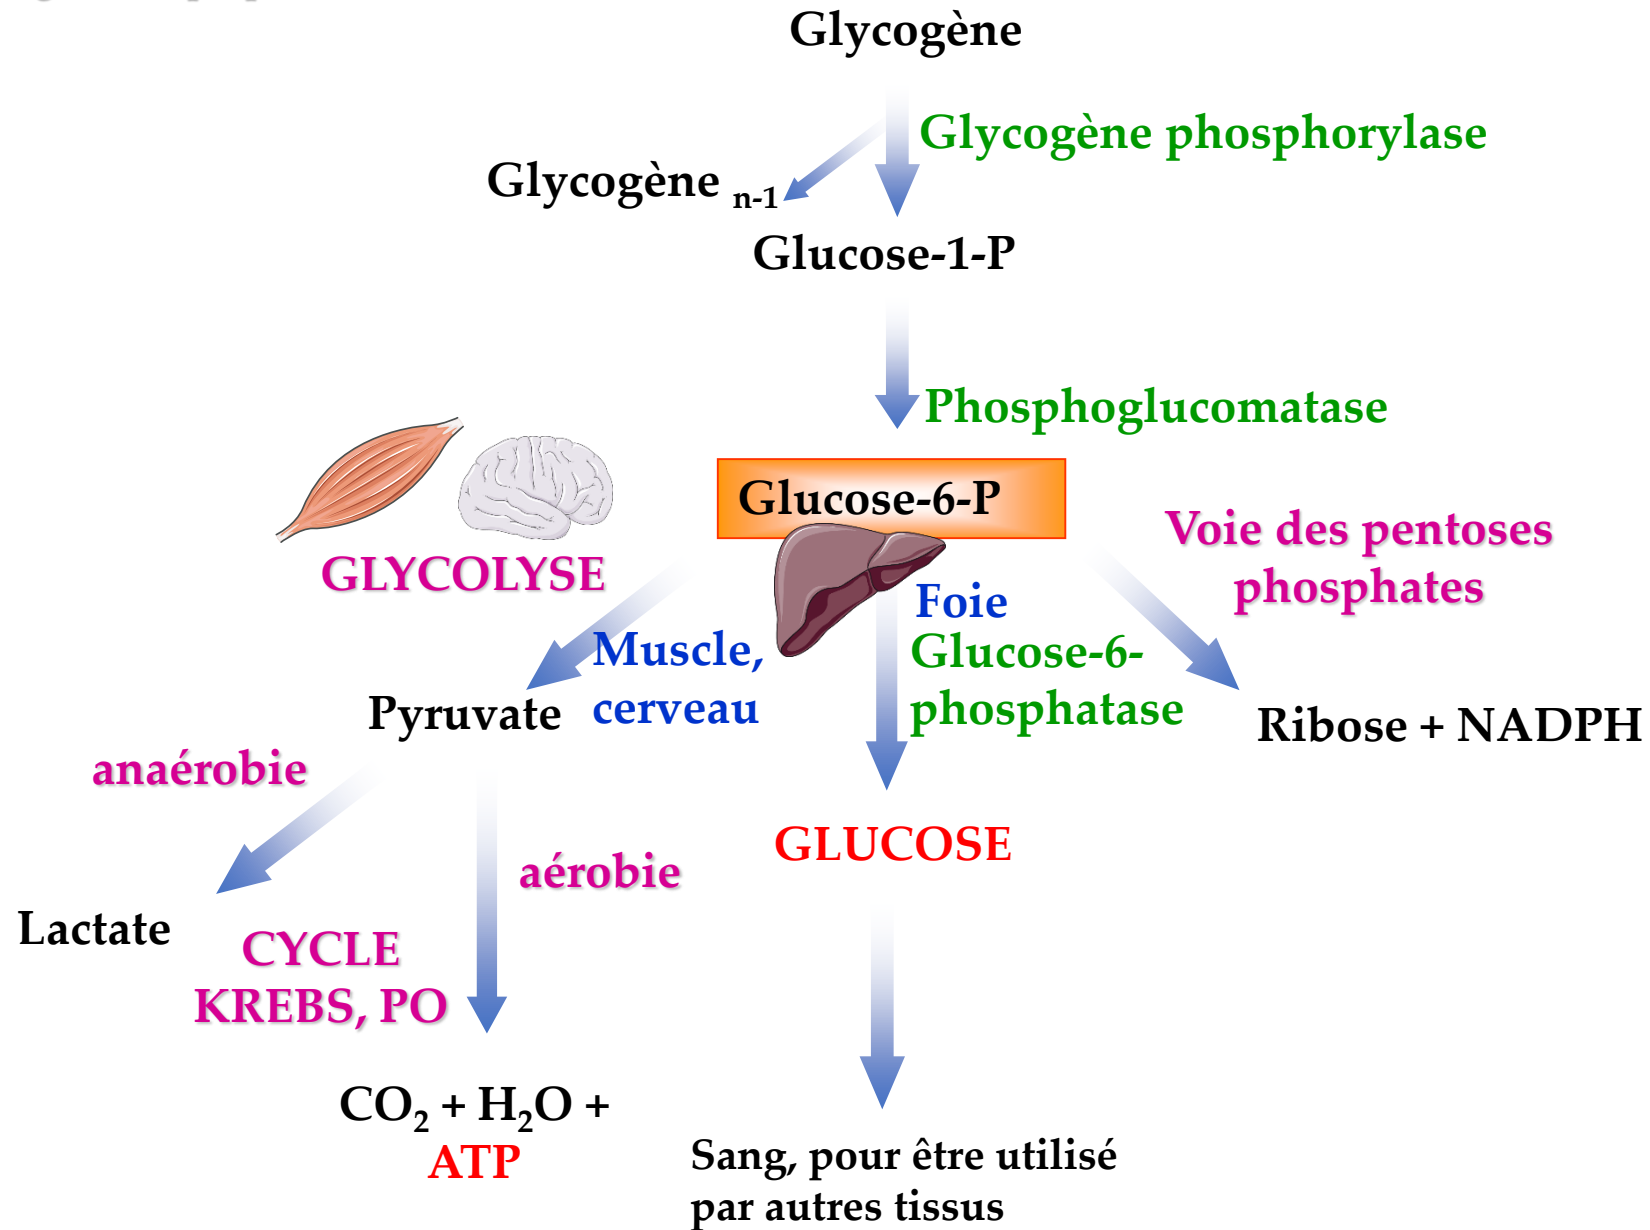 Glycogène
Glycogène phosphorylase
Glycogène n-1
Glucose-1-P
Phosphoglucomatase
Glucose-6-P
Voie des pentoses
phosphates
GLYCOLYSE
Foie
Muscle,
cerveau
Glucose-6-
phosphatase
Pyruvate
Ribose + NADPH
anaérobie
aérobie
GLUCOSE
Lactate
CYCLE
KREBS, PO
CO₂ + H₂O +
ATP
Sang, pour être utilisé
par autres tissus